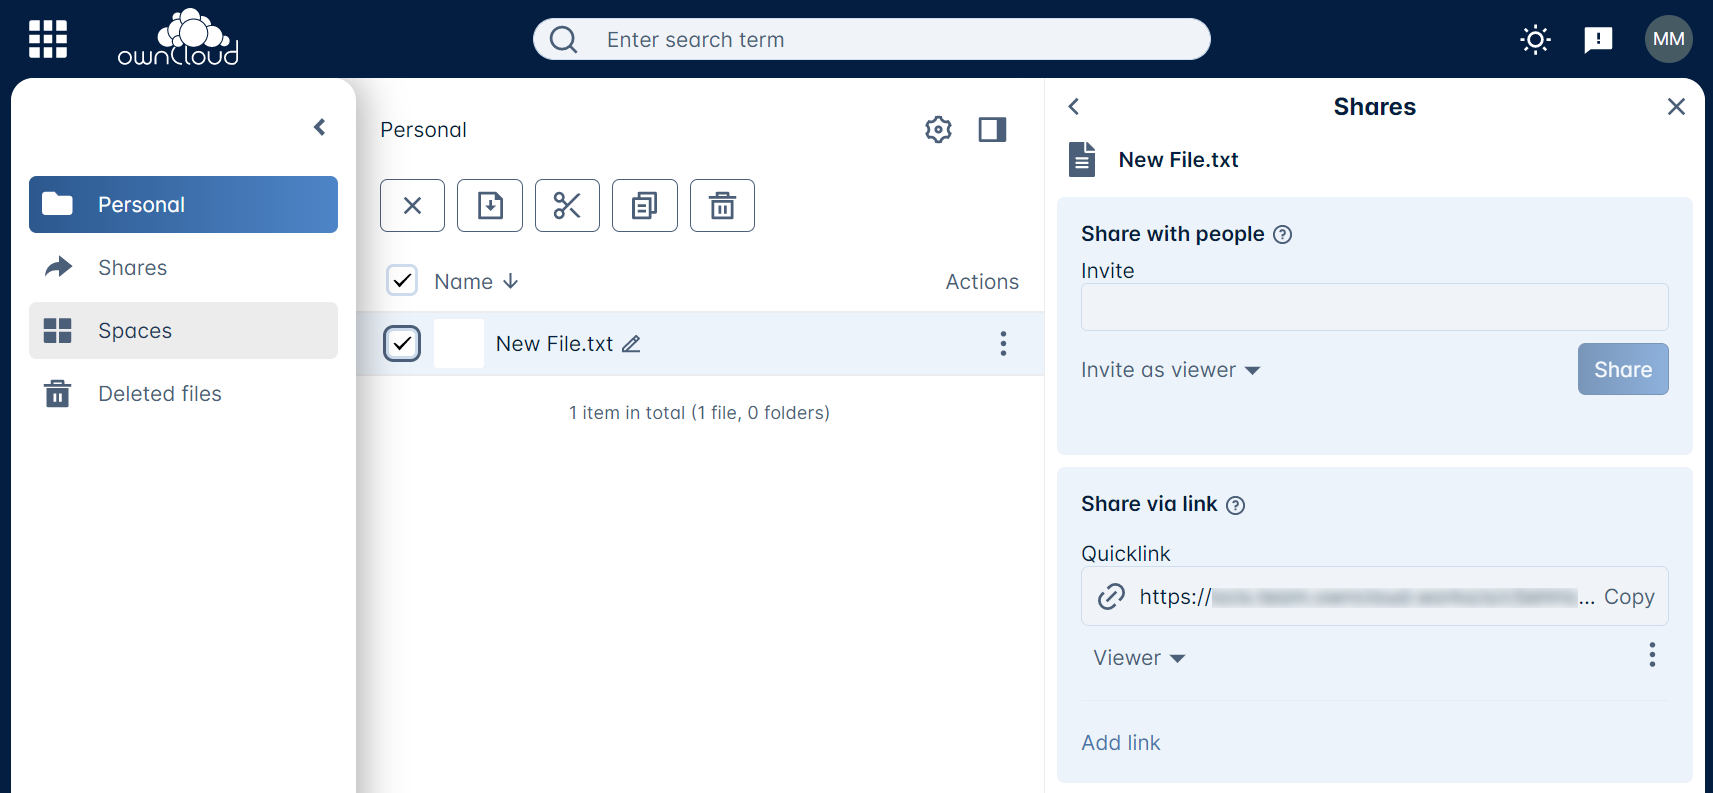 ownCloud
Enter search term
MM
Personal
Shares
Spaces
Deleted files
Personal
Name
Actions
New File.txt
1 item in total (1 file, 0 folders)
Shares
New File.txt
Share with people
Invite
Invite as viewer
Share
Share via link
Quicklink
https://... Copy
Viewer
Add link